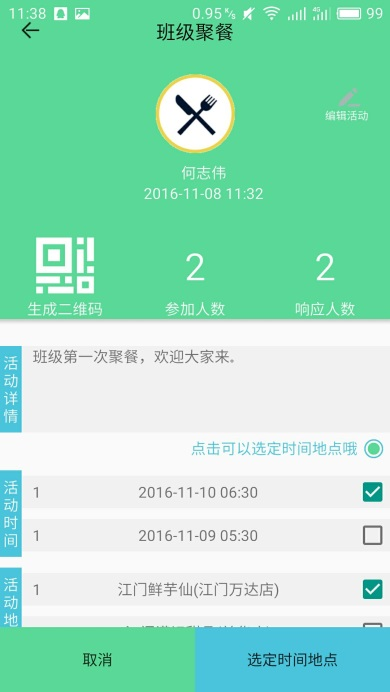 11:38
0.95 K/s
4G
99
班级聚餐
编辑活动
何志伟
2016-11-08 11:32
2
2
生成二维码
参加人数
响应人数
活动详情
班级第一次聚餐，欢迎大家来。
点击可以选定时间地点哦
活动时间
1 2016-11-10 06:30
1 2016-11-09 05:30
活动地
1 江门鲜芋仙(江门万达店)
取消
选定时间地点